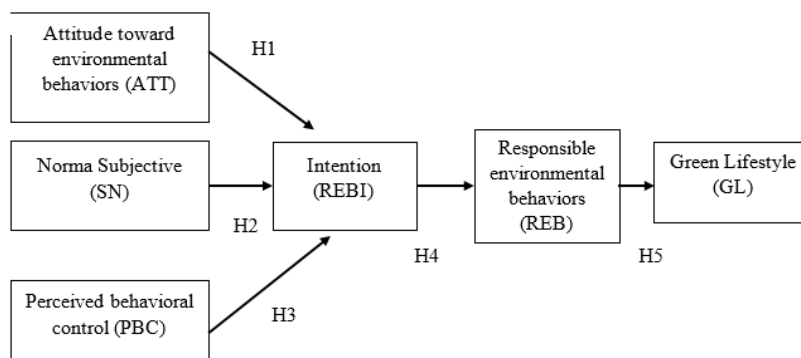 Attitude toward
environmental
behaviors (ATT)
H1
Norma Subjective
(SN)
H2
Perceived behavioral
control (PBC)
H3
Intention
(REBI)
H4
Responsible
environmental
behaviors
(REB)
H5
Green Lifestyle
(GL)